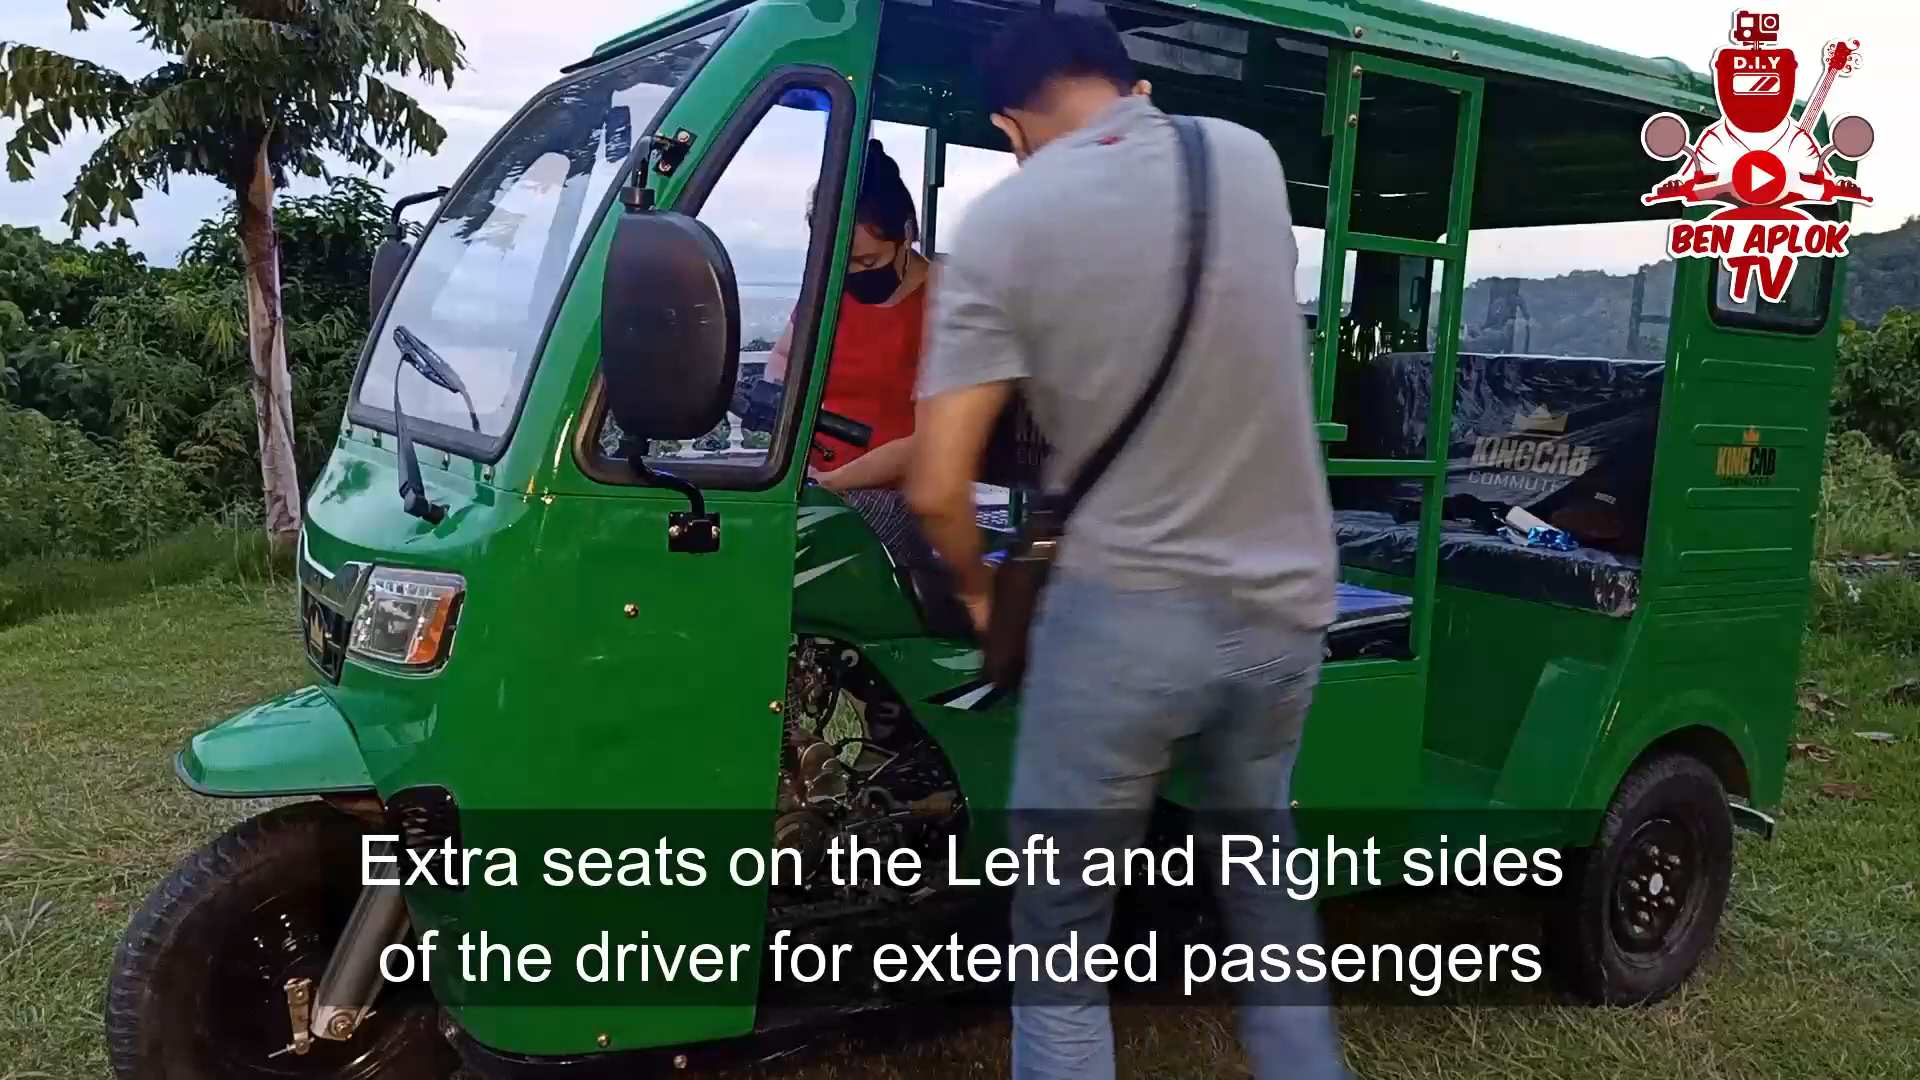 D.I.Y
BEN APLOK
TV
KINGCAB
COMMUTER
KINGCAB
Extra seats on the Left and Right sides
of the driver for extended passengers